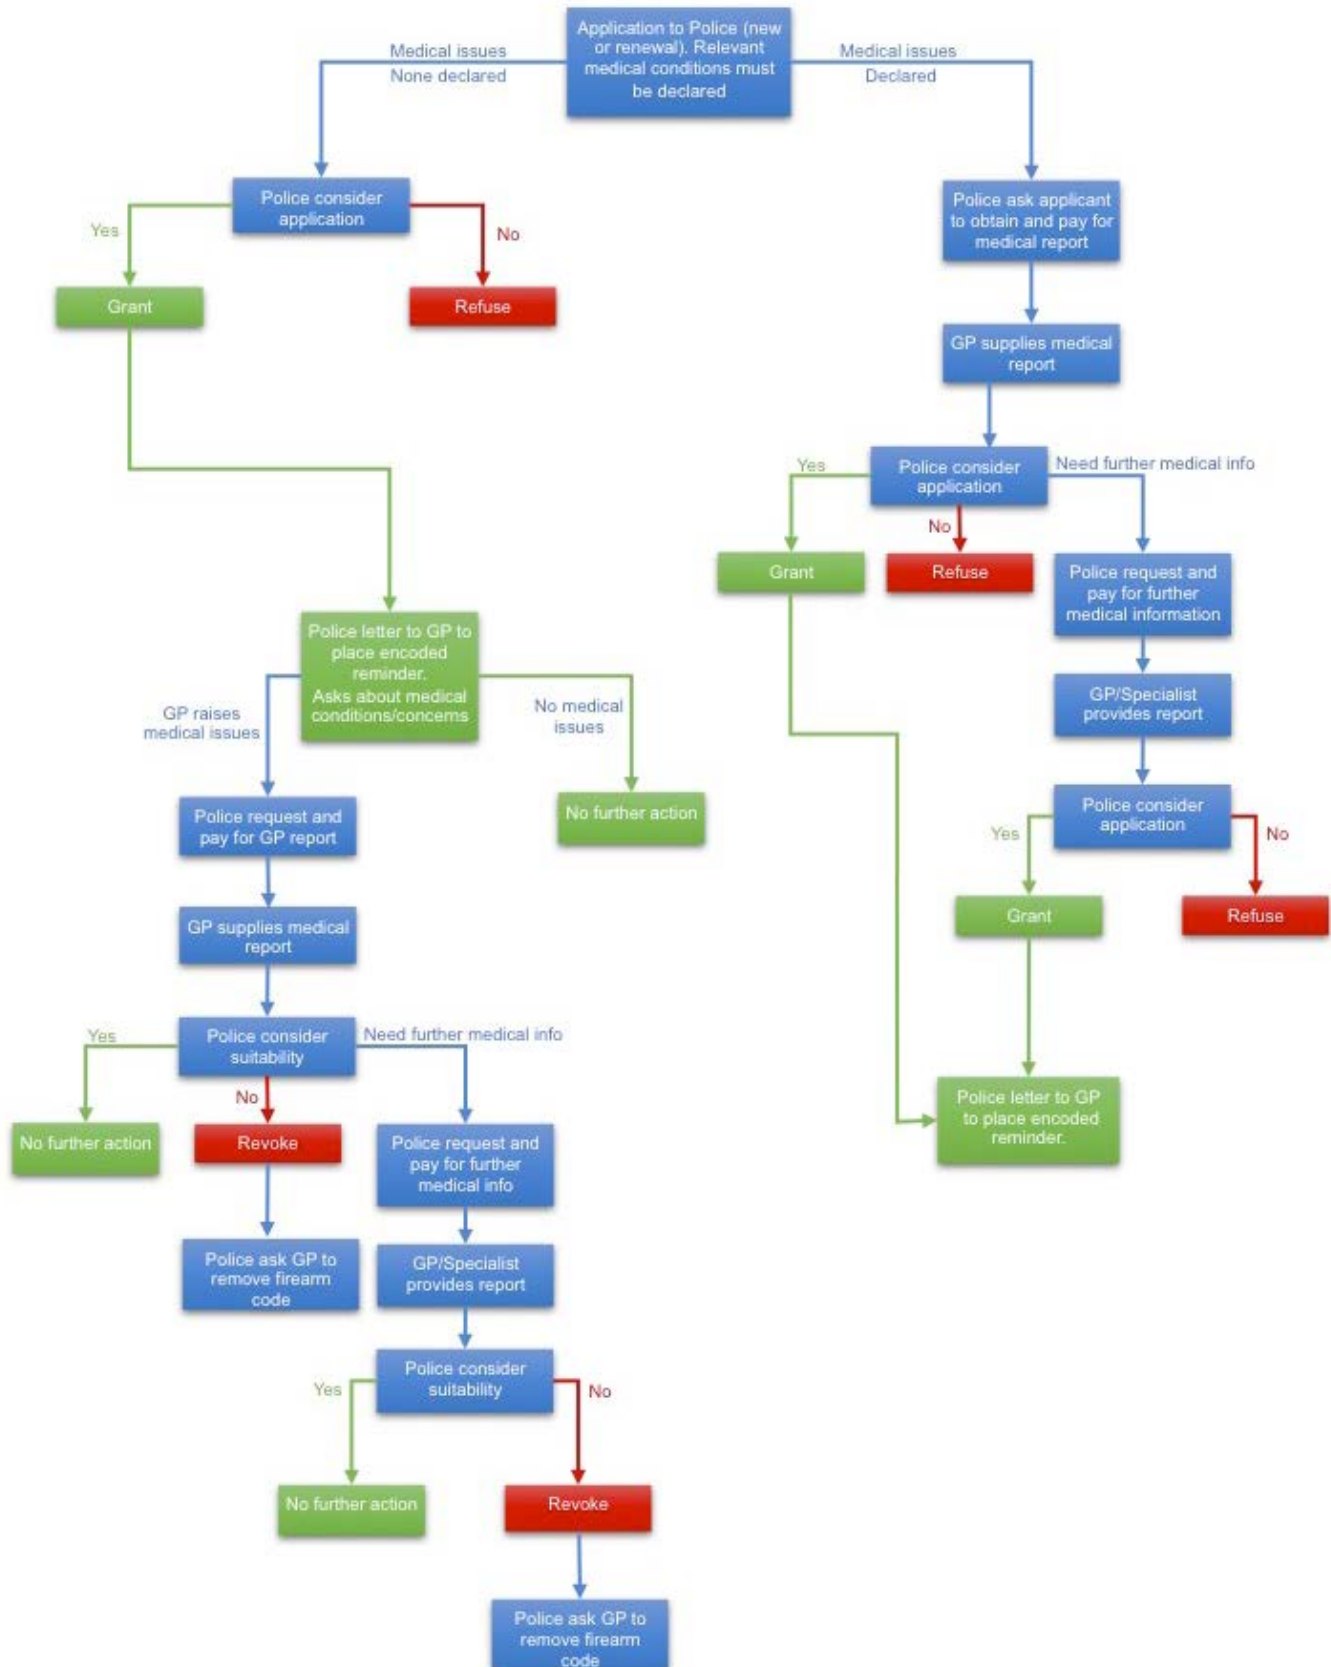 Application to Police (new
or renewal). Relevant
medical conditions must
be declared
Medical issues
None declared
Medical issues
Declared
Police consider
application
Yes
No
Grant
Refuse
Police ask applicant
to obtain and pay for
medical report
GP supplies medical
report
Police consider
application
Yes
Need further medical info
No
Grant
Refuse
Police request and
pay for further
medical information
GP/Specialist
provides report
Police consider
application
Yes
No
Grant
Refuse
Police letter to GP
to place encoded
reminder.
Police letter to GP to
place encoded
reminder.
Asks about medical
conditions/concerns
GP raises
medical issues
No medical
issues
No further action
Police request and
pay for GP report
GP supplies medical
report
Police consider
suitability
Yes
Need further medical info
No
No further action
Revoke
Police request and
pay for further
medical info
Police ask GP to
remove firearm
code
GP/Specialist
provides report
Police consider
suitability
Yes
No
No further action
Revoke
Police ask GP to
remove firearm
code